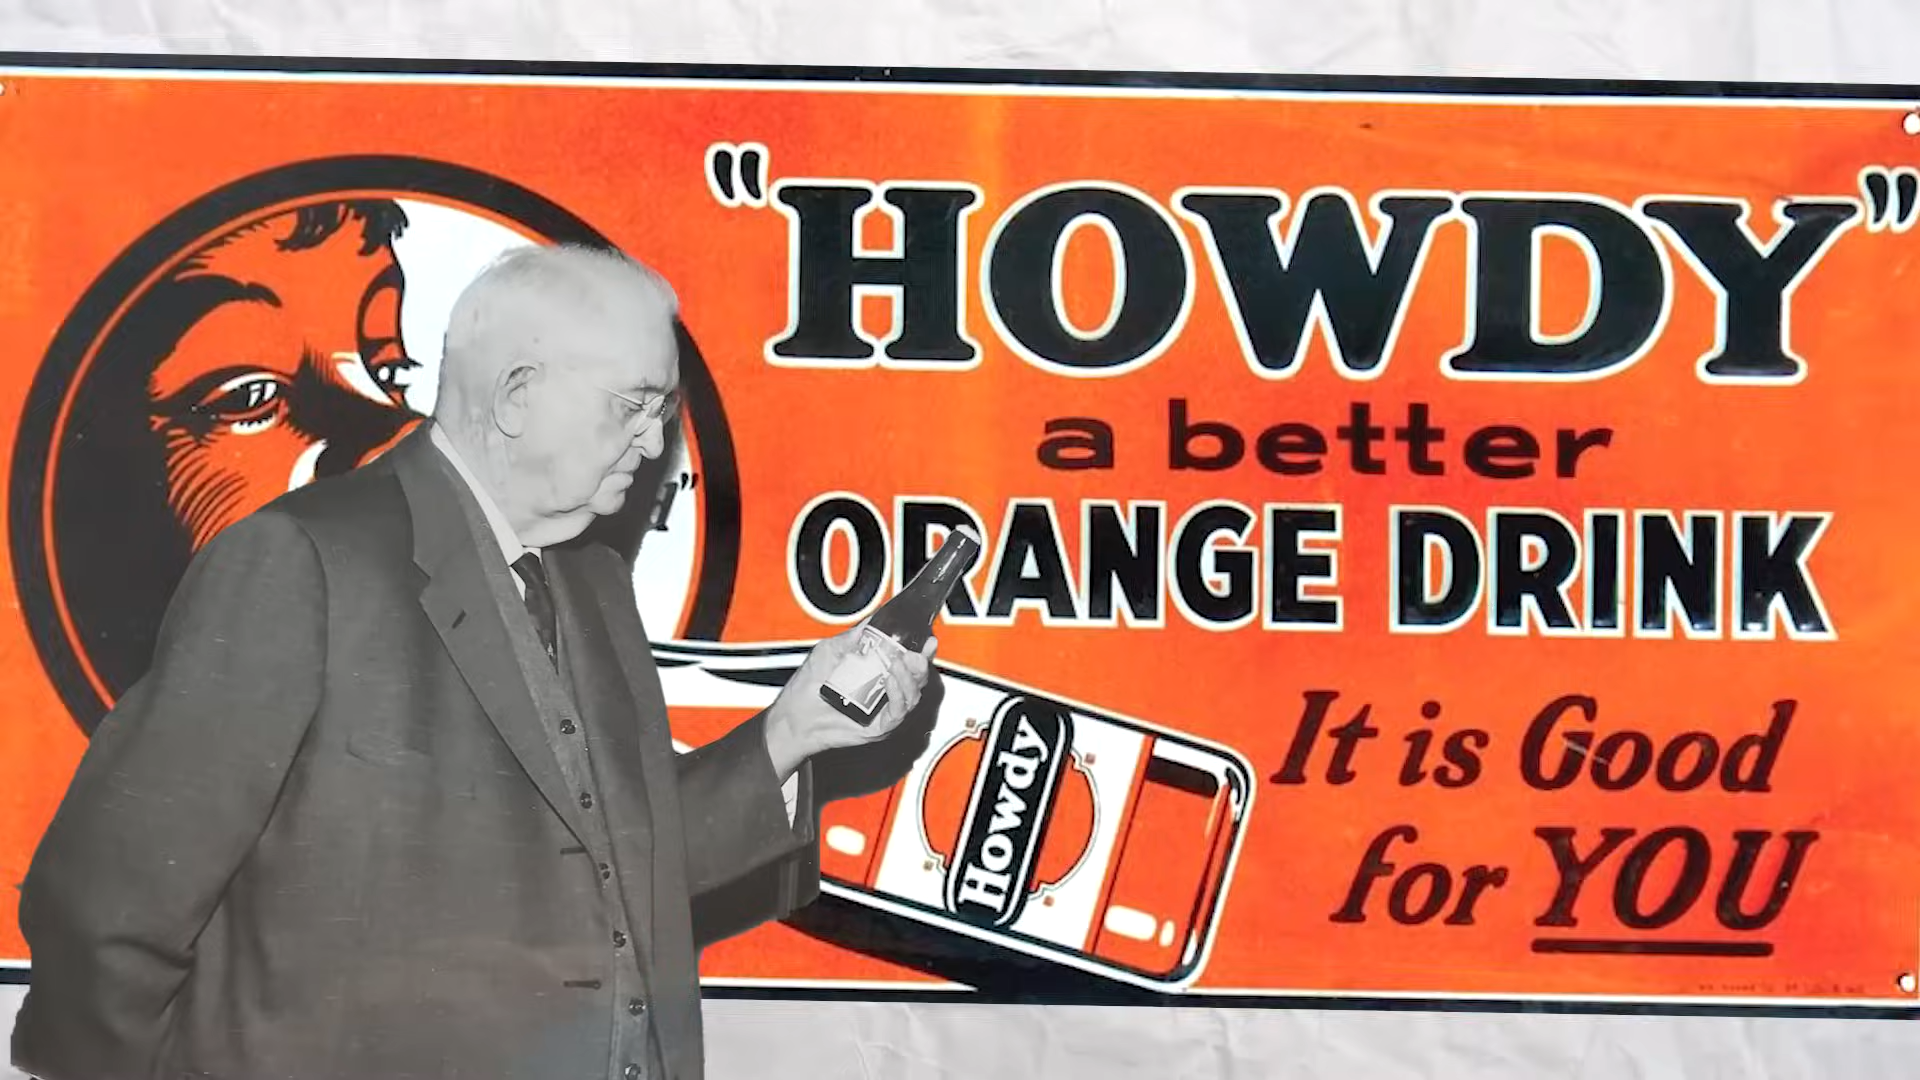 "HOWDY"
a better
ORANGE DRINK
It is Good
for YOU
Howdy